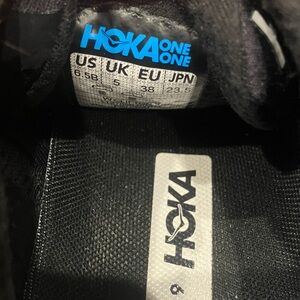 HOKA ONE ONE
US UK EU JPN
6.5B 5 38 23.5
HOKA